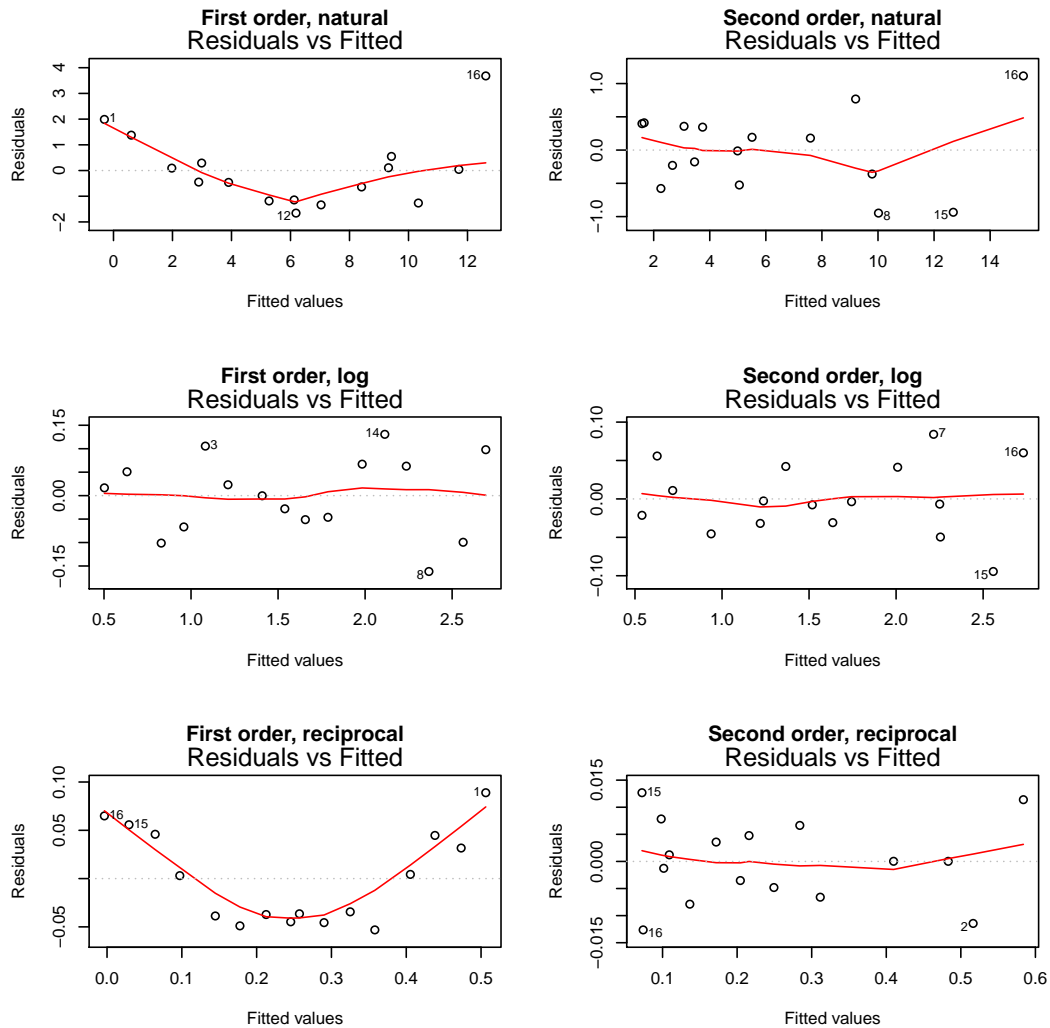 First order, natural
Residuals vs Fitted
Residuals
4
3
2
1
0
−2
1
12
16
0 2 4 6 8 10 12
Fitted values
Second order, natural
Residuals vs Fitted
Residuals
1.0
0.0
−1.0
16
8
15
2 4 6 8 10 12 14
Fitted values
First order, log
Residuals vs Fitted
Residuals
0.15
0.00
−0.15
3
14
8
0.5 1.0 1.5 2.0 2.5
Fitted values
Second order, log
Residuals vs Fitted
Residuals
0.10
0.00
−0.10
7
16
15
0.5 1.0 1.5 2.0 2.5
Fitted values
First order, reciprocal
Residuals vs Fitted
Residuals
0.10
0.05
−0.05
16
15
1
0.0 0.1 0.2 0.3 0.4 0.5
Fitted values
Second order, reciprocal
Residuals vs Fitted
Residuals
0.015
0.000
−0.015
15
16
2
0.1 0.2 0.3 0.4 0.5 0.6
Fitted values